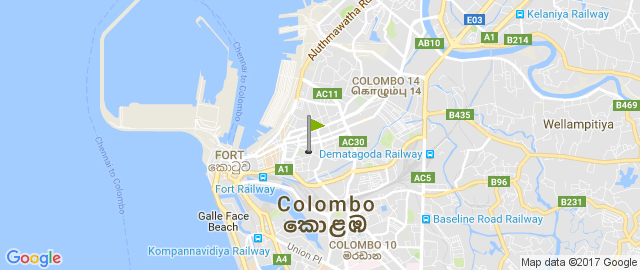 Kelaniya Railway
E03
A1
B214
AB10
Aluthmawatha Road
Chennai to Colombo
COLOMBO 14
கொழும்பு 14
AC11
B469
B435
Wellampitiya
AC30
Dematagoda Railway
FORT
කොටුව
A1
Fort Railway
AC5
B96
Chennai to Colombo
Colombo
කොළඹ
B231
Galle Face
Beach
Baseline Road Railway
Kompannavidiya Railway
Union Pl
COLOMBO 10
මරදාන
A4
A4
Google
Map data ©2017 Google